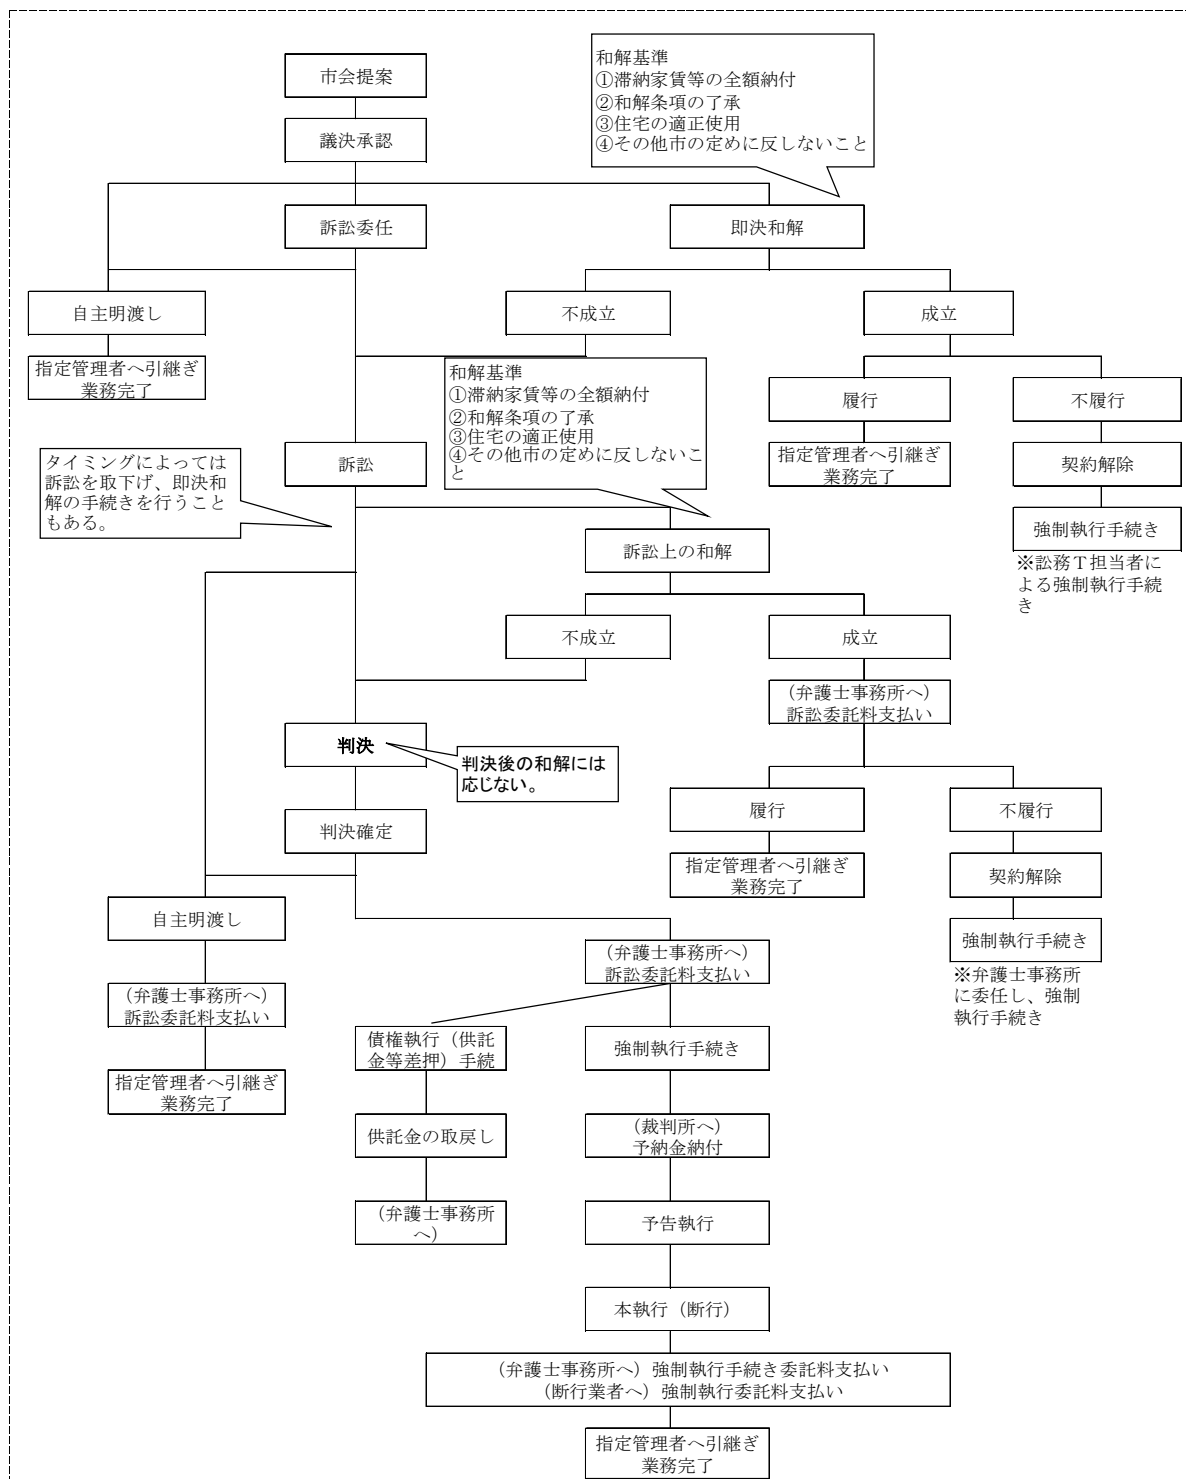 市会提案
和解基準
①滞納家賃等の全額納付
②和解条項の了承
③住宅の適正使用
④その他市の定めに反しないこと
議決承認
訴訟委任
即決和解
自主明渡し
不成立
成立
指定管理者へ引継ぎ
業務完了
和解基準
①滞納家賃等の全額納付
②和解条項の了承
③住宅の適正使用
④その他市の定めに反しないこ
と
履行
不履行
タイミングによっては
訴訟を取下げ、即決和
解の手続きを行うこと
もある。
訴訟
指定管理者へ引継ぎ
業務完了
契約解除
強制執行手続き
※訟務T担当者に
よる強制執行手続
き
訴訟上の和解
不成立
成立
(弁護士事務所へ)
訴訟委託料支払い
判決
判決後の和解には
応じない。
履行
不履行
判決確定
指定管理者へ引継ぎ
業務完了
契約解除
自主明渡し
(弁護士事務所へ)
訴訟委託料支払い
強制執行手続き
※弁護士事務所
に委任し、強制
執行手続き
(弁護士事務所へ)
訴訟委託料支払い
債権執行(供託
金等差押)手続
強制執行手続き
指定管理者へ引継ぎ
業務完了
供託金の取戻し
(裁判所へ)
予納金納付
(弁護士事務所
へ)
予告執行
本執行(断行)
(弁護士事務所へ)強制執行手続き委託料支払い
(断行業者へ)強制執行委託料支払い
指定管理者へ引継ぎ
業務完了